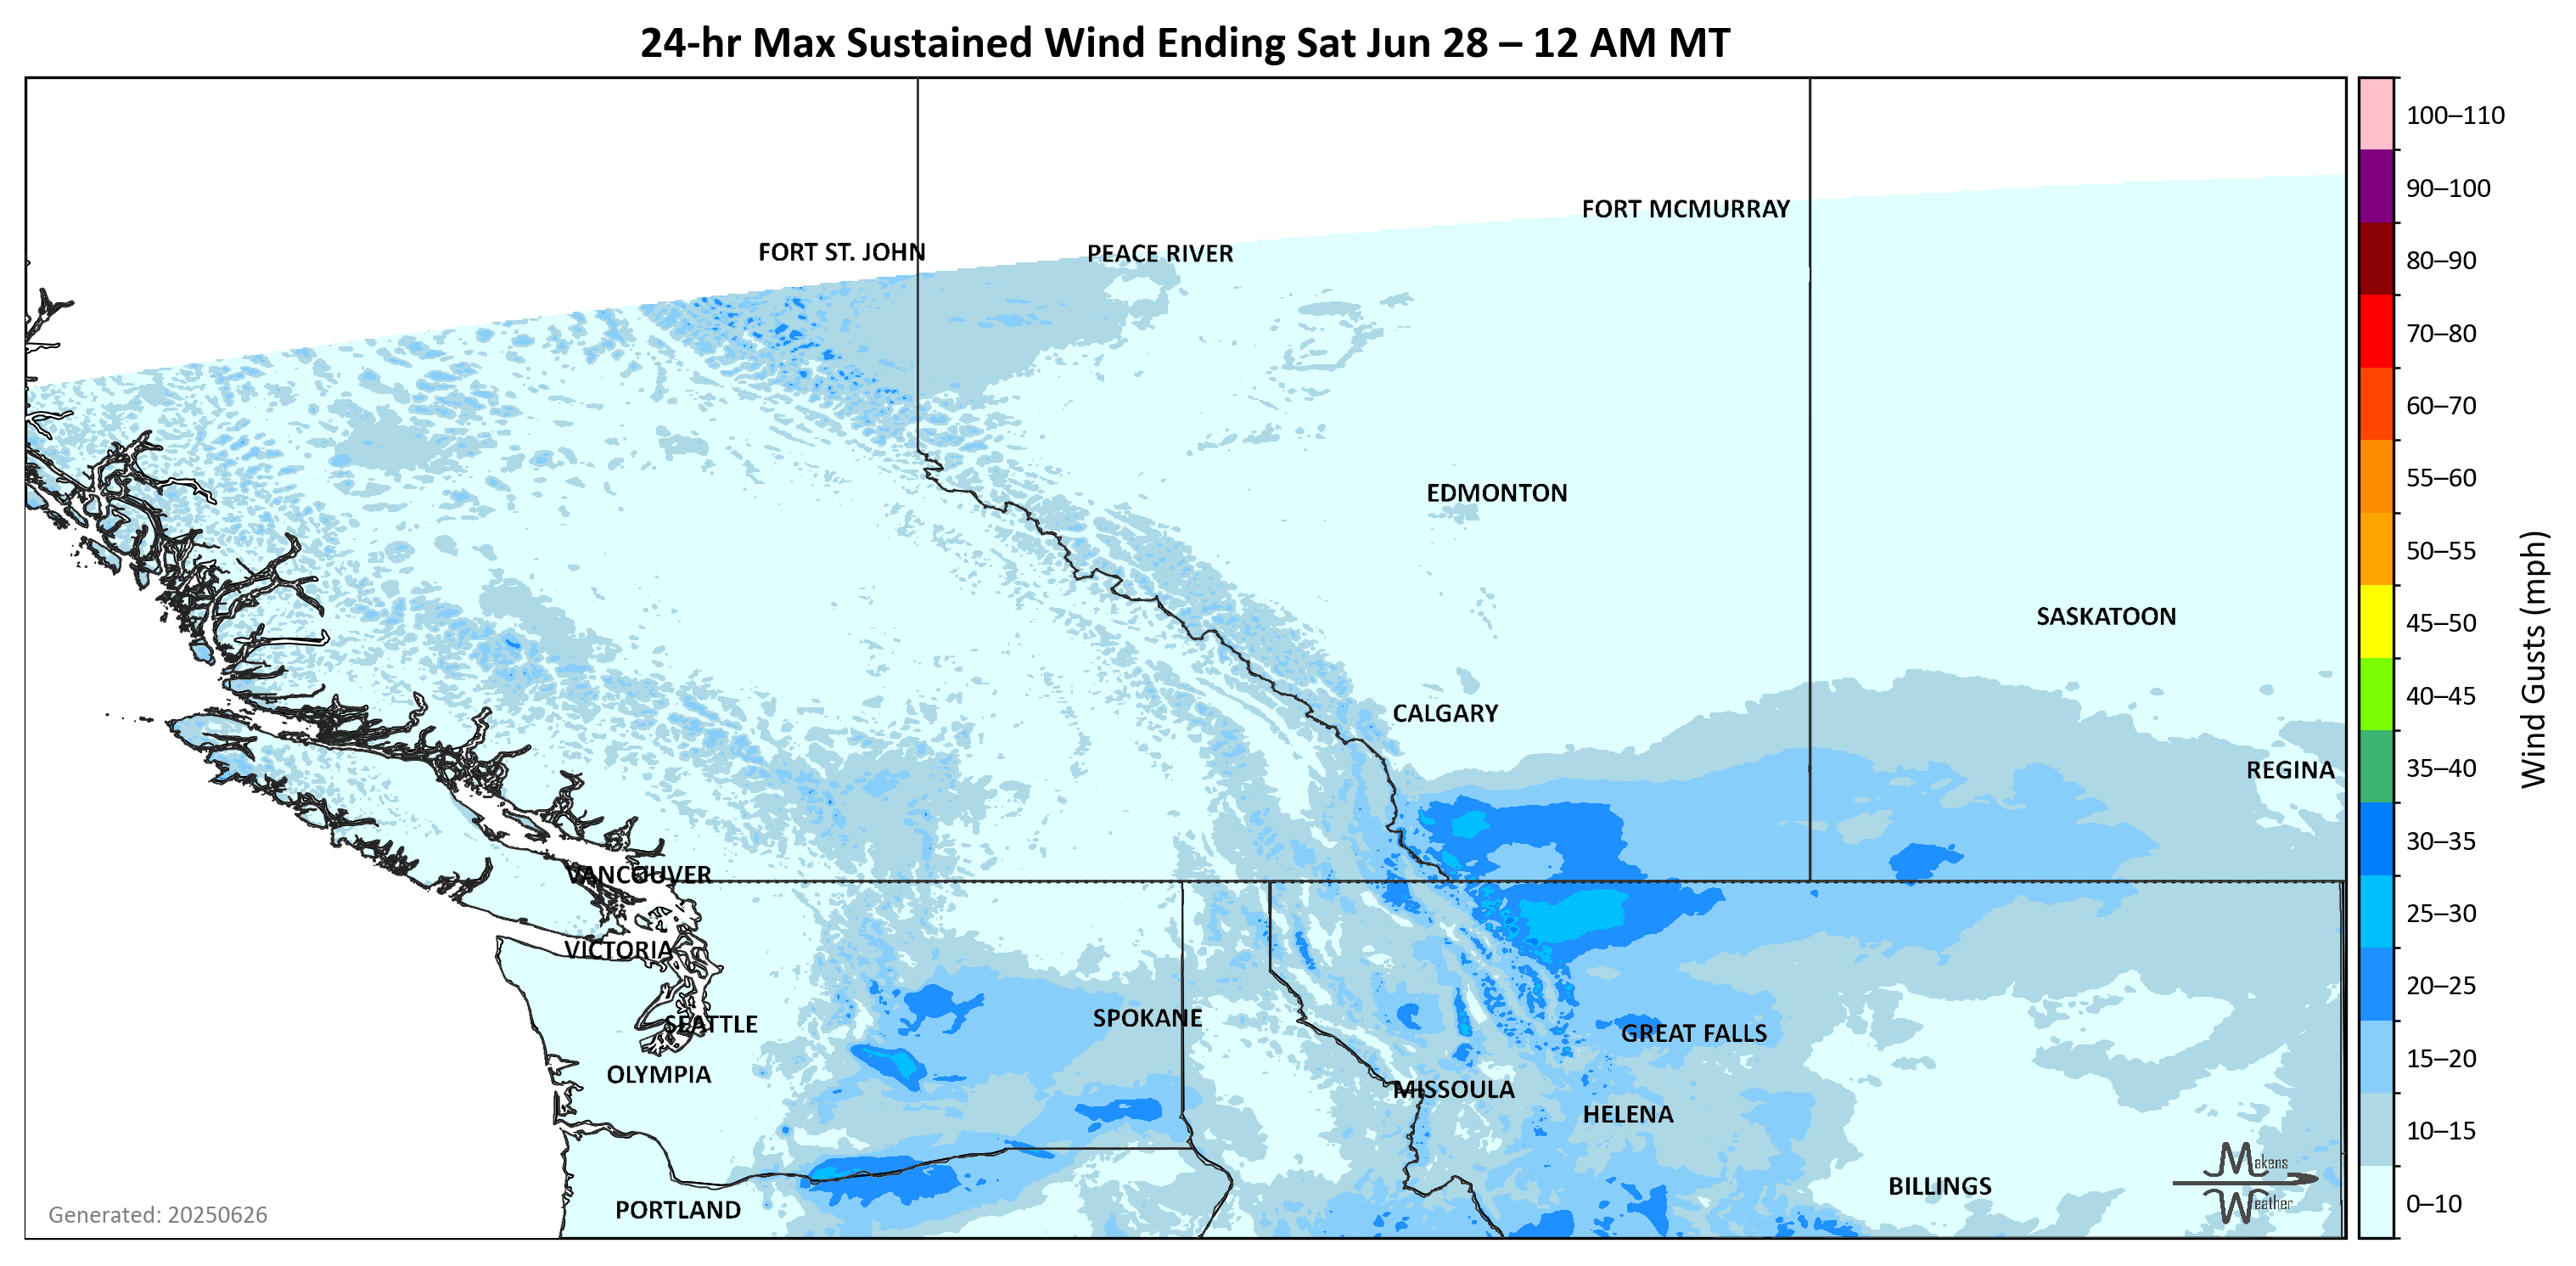 24-hr Max Sustained Wind Ending Sat Jun 28 – 12 AM MT
100–110
90–100
80–90
70–80
60–70
55–60
50–55
45–50
40–45
35–40
30–35
25–30
20–25
15–20
10–15
0–10
Wind Gusts (mph)
FORT MCMURRAY
FORT ST. JOHN
PEACE RIVER
EDMONTON
SASKATOON
CALGARY
REGINA
VANCOUVER
VICTORIA
SEATTLE
SPOKANE
GREAT FALLS
OLYMPIA
MISSOULA
HELENA
BILLINGS
PORTLAND
Makens
Weather
Generated: 20250626